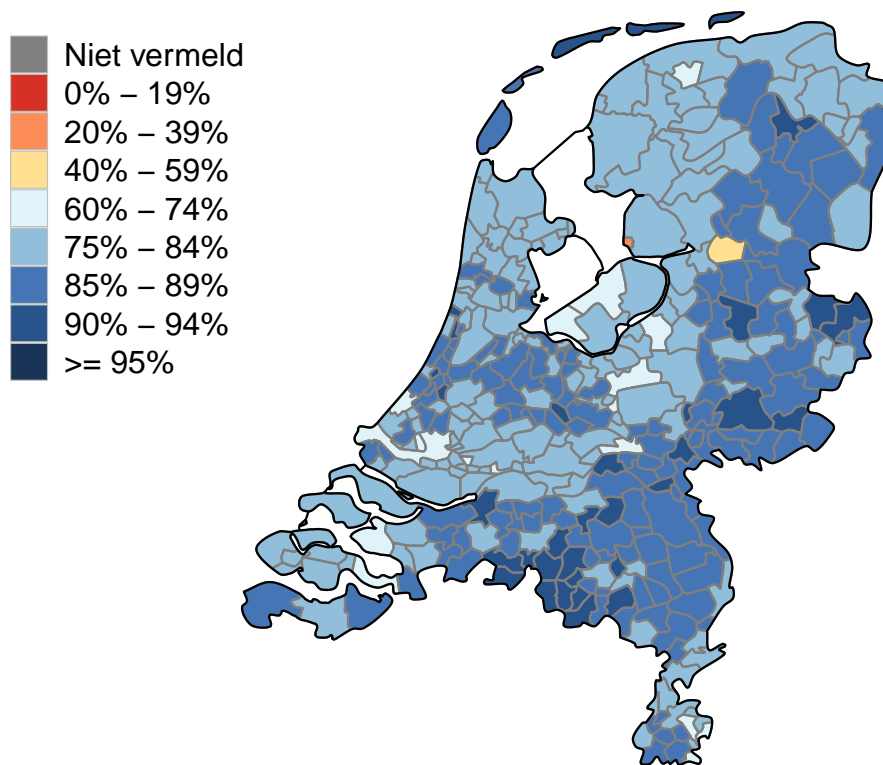 Niet vermeld
0% – 19%
20% – 39%
40% – 59%
60% – 74%
75% – 84%
85% – 89%
90% – 94%
>= 95%